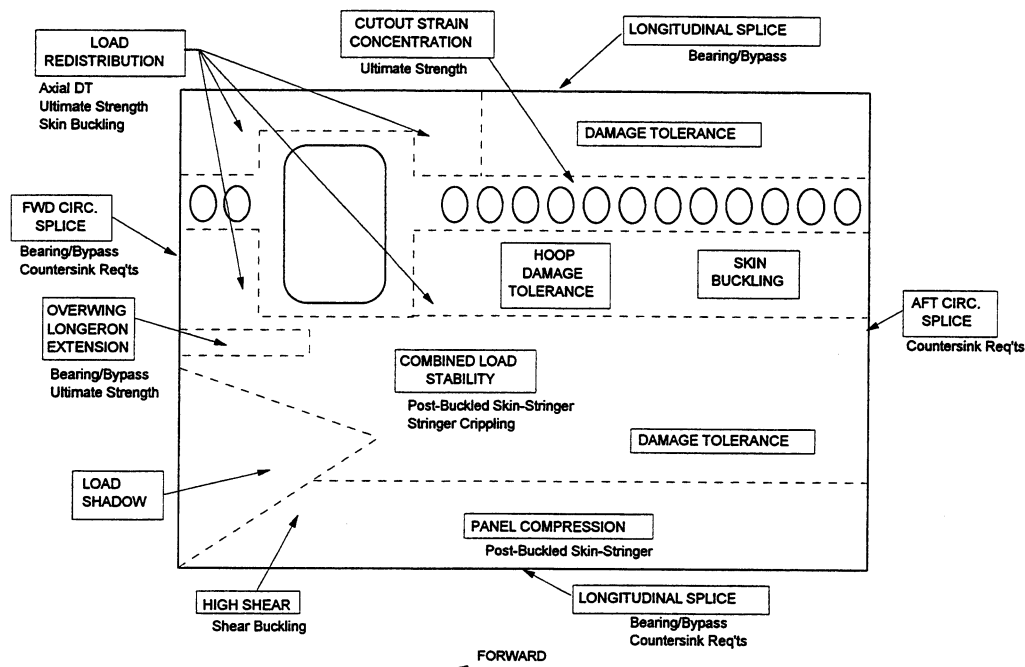 LOAD
REDISTRIBUTION
Axial DT
Ultimate Strength
Skin Buckling
CUTOUT STRAIN
CONCENTRATION
Ultimate Strength
LONGITUDINAL SPLICE
Bearing/Bypass
DAMAGE TOLERANCE
FWD CIRC.
SPLICE
Bearing/Bypass
Countersink Req'ts
HOOP
DAMAGE
TOLERANCE
SKIN
BUCKLING
OVERWING
LONGERON
EXTENSION
Bearing/Bypass
Ultimate Strength
AFT CIRC.
SPLICE
Countersink Req'ts
COMBINED LOAD
STABILITY
Post-Buckled Skin-Stringer
Stringer Crippling
DAMAGE TOLERANCE
LOAD
SHADOW
PANEL COMPRESSION
Post-Buckled Skin-Stringer
HIGH SHEAR
Shear Buckling
LONGITUDINAL SPLICE
Bearing/Bypass
Countersink Req'ts
FORWARD